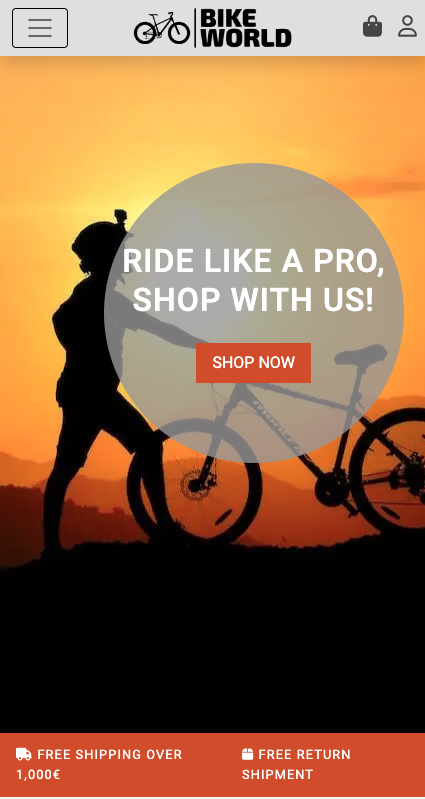 BIKE
WORLD
RIDE LIKE A PRO,
SHOP WITH US!
SHOP NOW
FREE SHIPPING OVER
1,000€
FREE RETURN
SHIPMENT